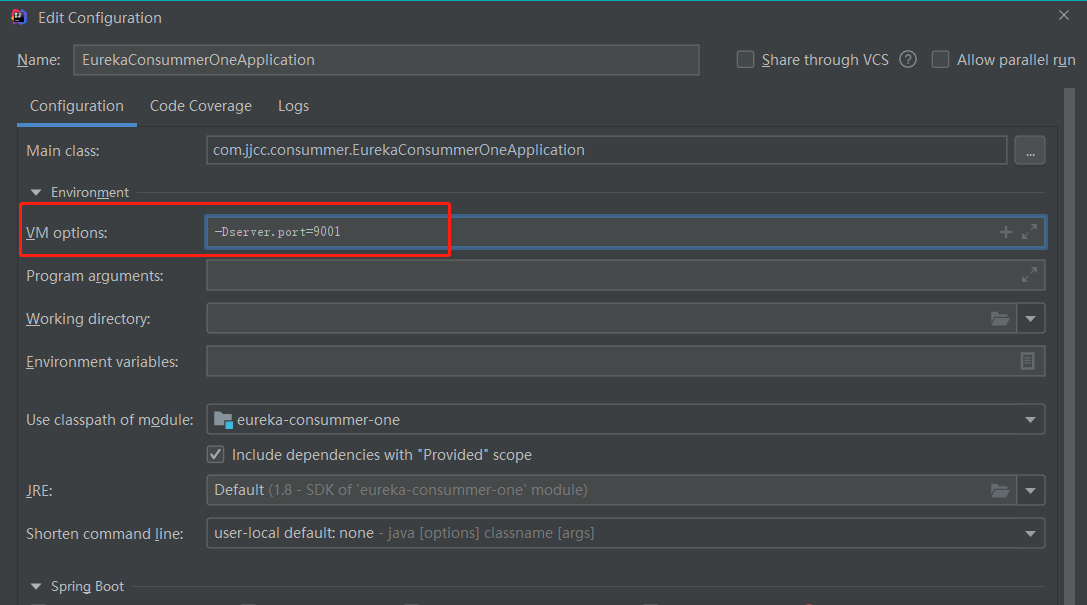 Edit Configuration
Name: EurekaConsummerOneApplication Share through VCS ? Allow parallel run
Configuration Code Coverage Logs
Main class: com.jjcc.consummer.EurekaConsummerOneApplication ...
Environment
VM options: -Dserver.port=9001
Program arguments:
Working directory:
Environment variables:
Use classpath of module: eureka-consummer-one
Include dependencies with "Provided" scope
JRE: Default (1.8 - SDK of 'eureka-consummer-one' module)
Shorten command line: user-local default: none - java [options] classname [args]
Spring Boot